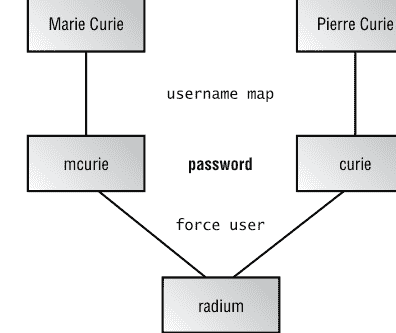 Marie Curie
Pierre Curie
username map
mcurie
password
curie
force user
radium